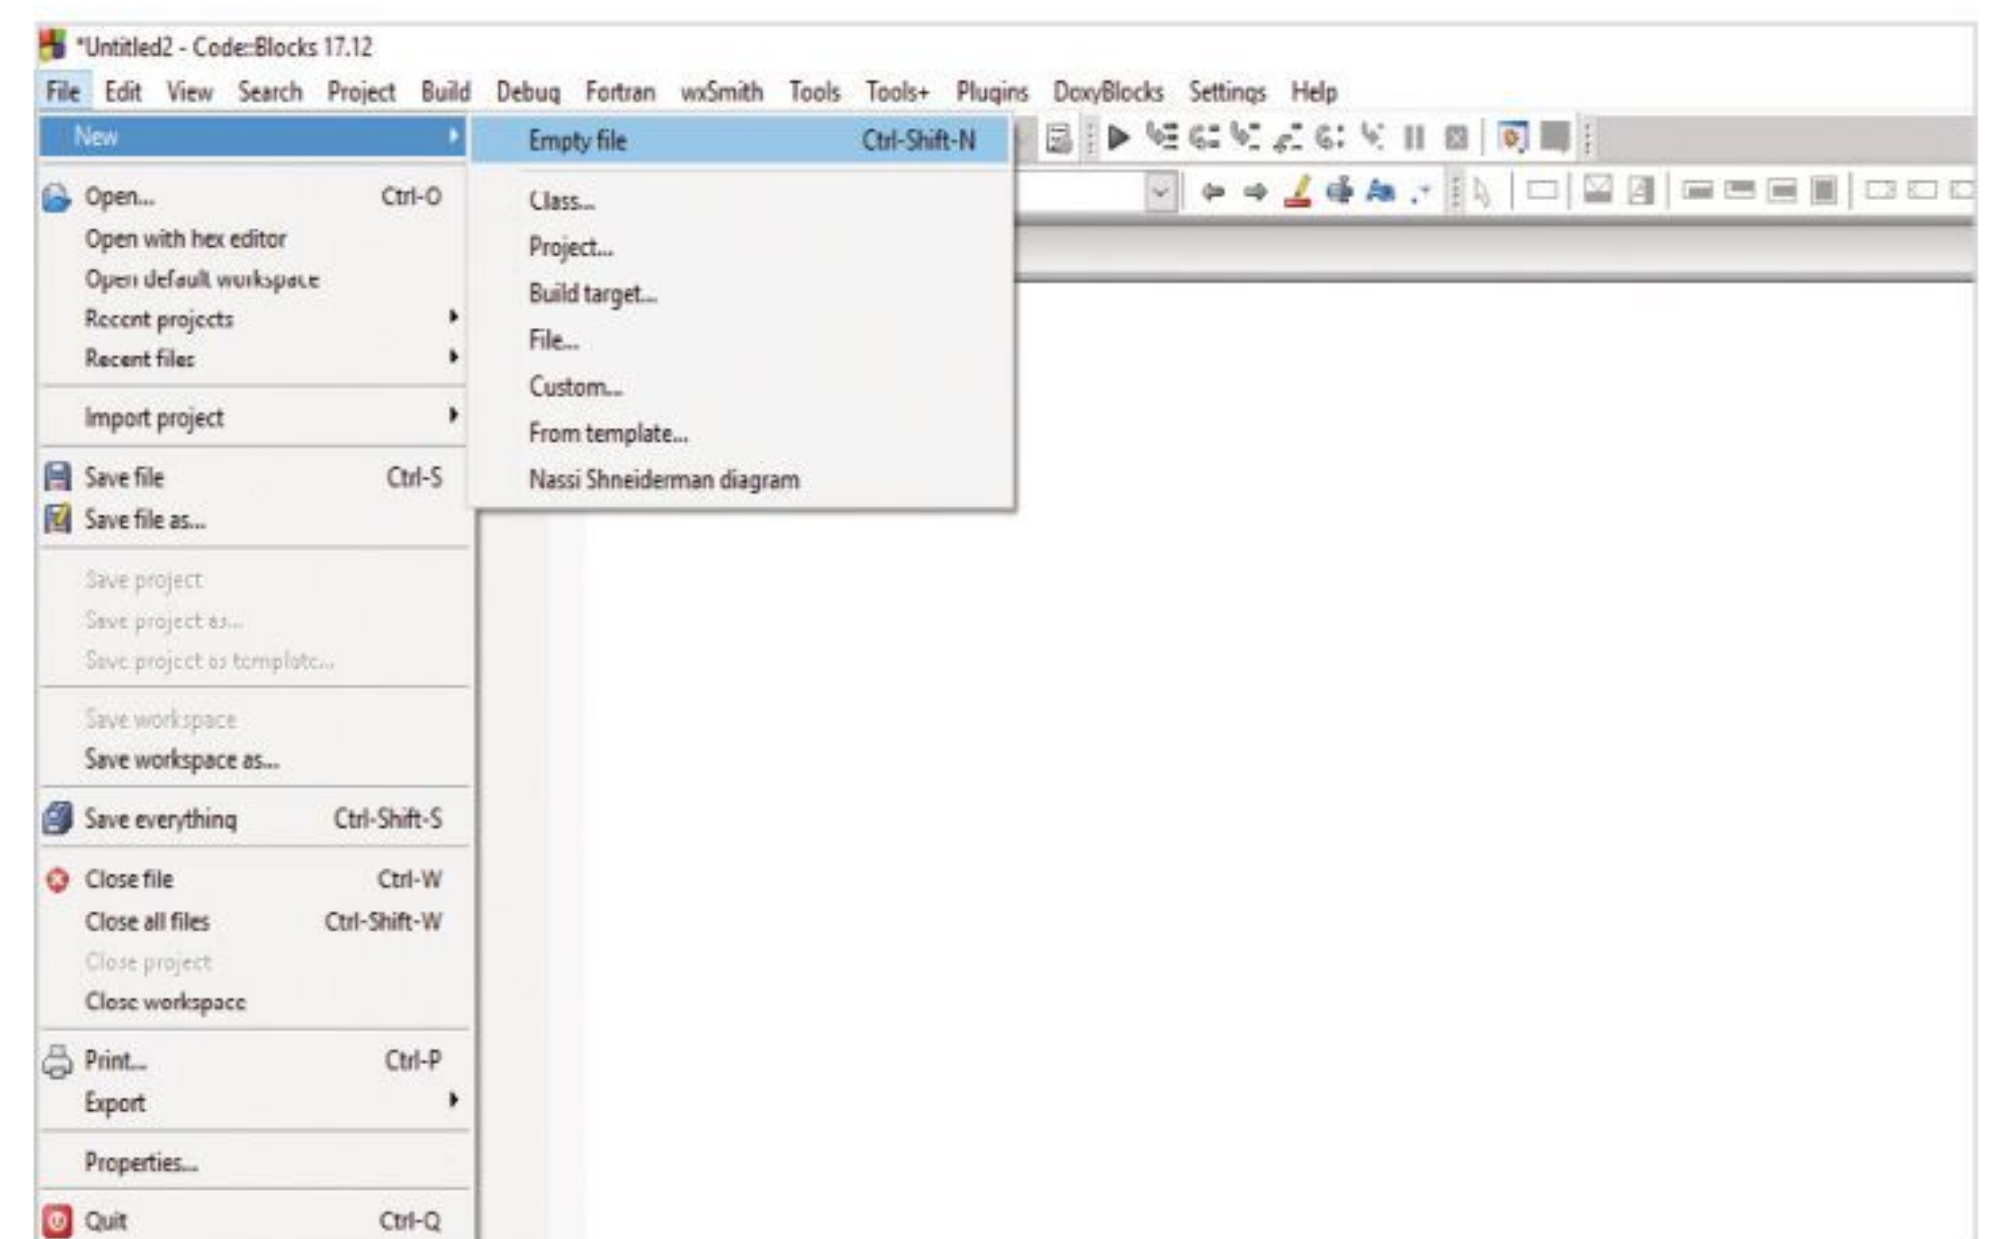 *Untitled2 - Code::Blocks 17.12
File Edit View Search Project Build Debug Fortran wxSmith Tools Tools+ Plugins DoxyBlocks Settings Help
New
Empty file Ctrl-Shift-N
Class...
Project...
Build target...
File...
Custom...
From template...
Nassi Shneiderman diagram
Open... Ctrl-O
Open with hex editor
Open default workspace
Recent projects
Recent files
Import project
Save file Ctrl-S
Save file as...
Save project
Save project as...
Save project as template...
Save workspace
Save workspace as...
Save everything Ctrl-Shift-S
Close file Ctrl-W
Close all files Ctrl-Shift-W
Close project
Close workspace
Print... Ctrl-P
Export
Properties...
Quit Ctrl-Q